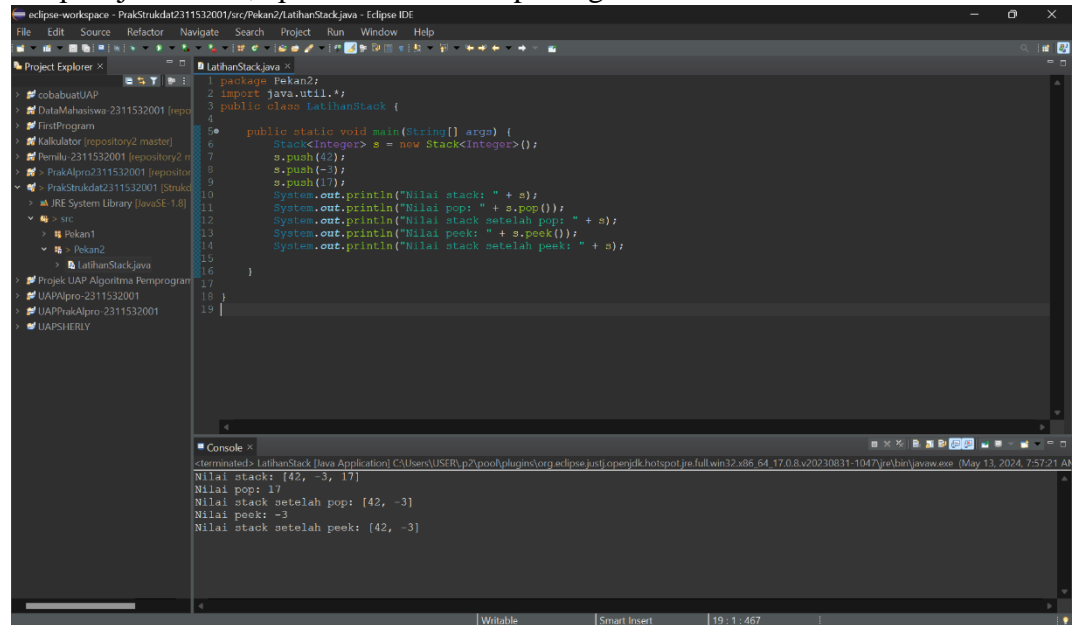 eclipse-workspace - PrakStrukdat2311532001/src/Pekan2/LatihanStack.java - Eclipse IDE
File Edit Source Refactor Navigate Search Project Run Window Help
Project Explorer ×
LatihanStack.java ×
cobabuatUAP
DataMahasiswa-2311532001 [repo
FirstProgram
Kalkulator [repository2 master]
Pemilu-2311532001 [repository2 m
> PrakAlpro2311532001 [repositor
> PrakStrukdat2311532001 [Strukd
JRE System Library [JavaSE-1.8]
> src
Pekan1
> Pekan2
LatihanStack.java
Projek UAP Algoritma Pemprogram
UAPAlpro-2311532001
UAPPrakAlpro-2311532001
UAPSHERLY
1 package Pekan2;
2 import java.util.*;
3 public class LatihanStack {
4
5 public static void main(String[] args) {
6 Stack<Integer> s = new Stack<Integer>();
7 s.push(42);
8 s.push(-3);
9 s.push(17);
10 System.out.println("Nilai stack: " + s);
11 System.out.println("Nilai pop: " + s.pop());
12 System.out.println("Nilai stack setelah pop: " + s);
13 System.out.println("Nilai peek: " + s.peek());
14 System.out.println("Nilai stack setelah peek: " + s);
15
16 }
17
18 }
19
Console ×
<terminated> LatihanStack [Java Application] C:\Users\USER\.p2\pool\plugins\org.eclipse.justj.openjdk.hotspot.jre.full.win32.x86_64_17.0.8.v20230831-1047\jre\bin\javaw.exe (May 13, 2024, 7:57:21 AM
Nilai stack: [42, -3, 17]
Nilai pop: 17
Nilai stack setelah pop: [42, -3]
Nilai peek: -3
Nilai stack setelah peek: [42, -3]
Writable Smart Insert 19 : 1 : 467